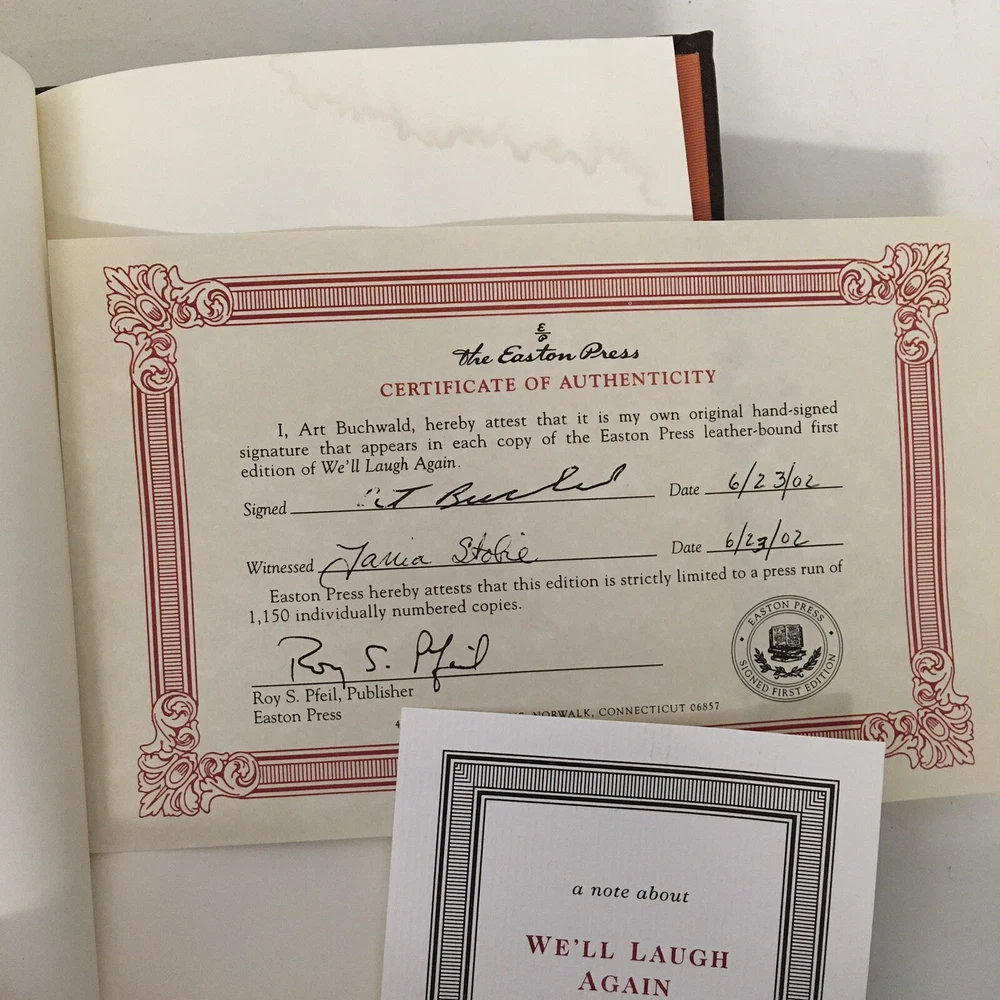 E
P
the Easton Press
CERTIFICATE OF AUTHENTICITY
I, Art Buchwald, hereby attest that it is my own original hand-signed
signature that appears in each copy of the Easton Press leather-bound first
edition of We'll Laugh Again.
Signed Art Buchwald Date 6/23/02
Witnessed Tania Stobie Date 6/23/02
Easton Press hereby attests that this edition is strictly limited to a press run of
1,150 individually numbered copies.
Roy S. Pfeil
Roy S. Pfeil, Publisher
Easton Press
NORWALK, CONNECTICUT 06857
EASTON PRESS
SIGNED FIRST EDITION
a note about
WE'LL LAUGH
AGAIN